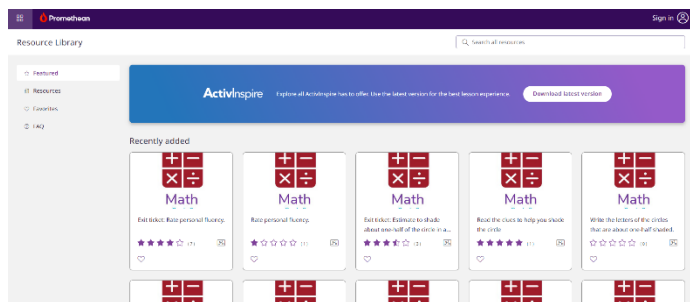 Promethean
Sign in
Resource Library
Search all resources
Featured
Resources
Favorites
FAQ
ActivInspire
Explore all ActivInspire has to offer. Use the latest version for the best lesson experience.
Download latest version
Recently added
Math
Exit ticket: Rate personal fluency.
(7)
Math
Rate personal fluency.
(1)
Math
Exit ticket: Estimate to shade
about one-half of the circle in a...
(3)
Math
Read the clues to help you shade
the circle
(1)
Math
Write the letters of the circles
that are about one-half shaded.
(0)